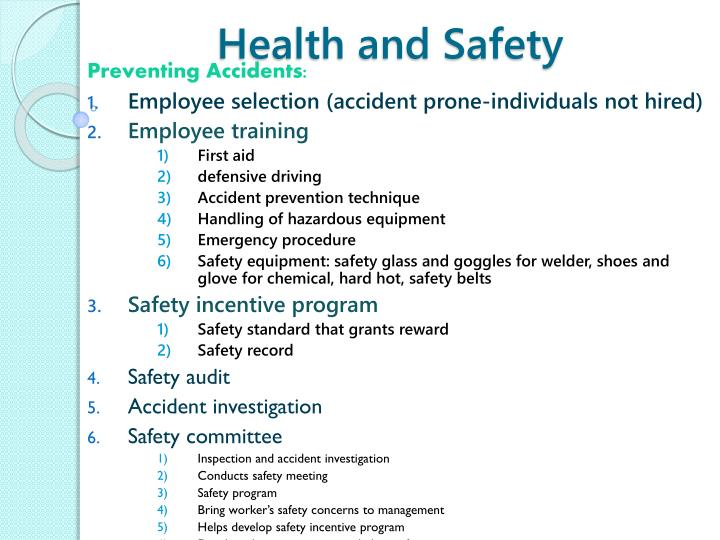 Health and Safety
Preventing Accidents:
1. Employee selection (accident prone-individuals not hired)
2. Employee training
1) First aid
2) defensive driving
3) Accident prevention technique
4) Handling of hazardous equipment
5) Emergency procedure
6) Safety equipment: safety glass and goggles for welder, shoes and
glove for chemical, hard hot, safety belts
3. Safety incentive program
1) Safety standard that grants reward
2) Safety record
4. Safety audit
5. Accident investigation
6. Safety committee
1) Inspection and accident investigation
2) Conducts safety meeting
3) Safety program
4) Bring worker's safety concerns to management
5) Helps develop safety incentive program